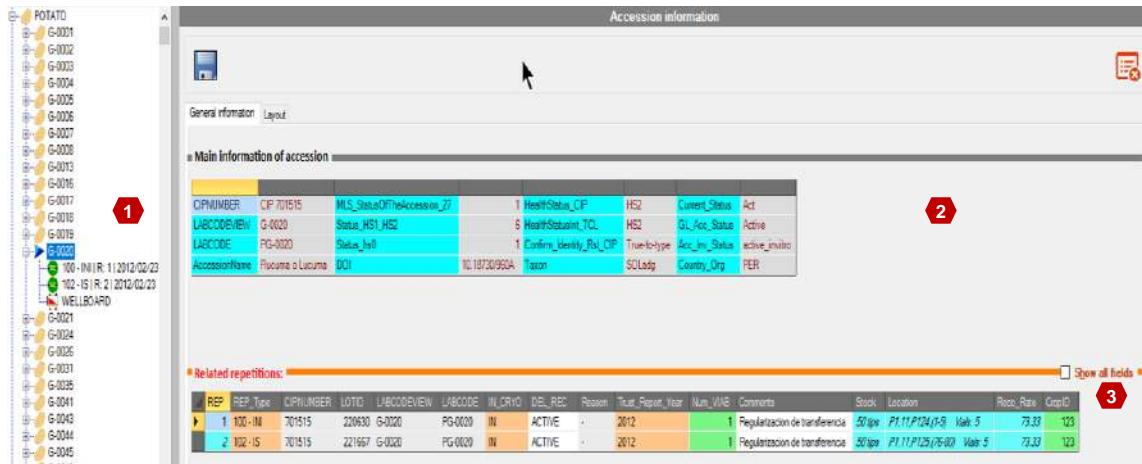 POTATO
G-0001
G-0002
G-0003
G-0004
G-0005
G-0006
G-0007
G-0008
G-0013
G-0016
G-0017
G-0018
G-0019
G-0020
100 - INI | R: 1 | 2012/02/23
102 - IS | R: 2 | 2012/02/23
WELLBOARD
G-0021
G-0024
G-0026
G-0031
G-0035
G-0041
G-0043
G-0044
G-0045
1
Accession information
General information Layout
Main information of accession
2
CIPNUMBER CIP 701515 MLS_StatusOfTheAccession_27 1 HealthStatus_CIP HS2 Current_Status Act
LABCODEVIEW G-0020 Status_HS1_HS2 6 HealthStatusInt_TCL HS2 GL_Acc_Status Active
LABCODE PG-0020 Status_hs0 1 Confirm_Identity_Rsl_CIP True-to-type Acc_Inv_Status active_invitro
AccessionName Rucuma o Lucuma DOI 10.18730/960A Taxon SOLadg Country_Org PER
Related repetitions: Show all fields
3
REP REP_Type CIPNUMBER LOTID LABCODEVIEW LABCODE IN_CRYO DEL_REC Reason Trust_Report_Year Num_VIAB Comments Stock Location Reco_Rate CropID
1 100 - INI 701515 220630 G-0020 PG-0020 IN ACTIVE - 2012 1 Regularizacion de transferencia 50 tips P1.11,P124,(1-5) Vials: 5 73.33 123
2 102 - IS 701515 221667 G-0020 PG-0020 IN ACTIVE - 2012 1 Regularizacion de transferencia 50 tips P1.11,P125,(76-80) Vials: 5 73.33 123